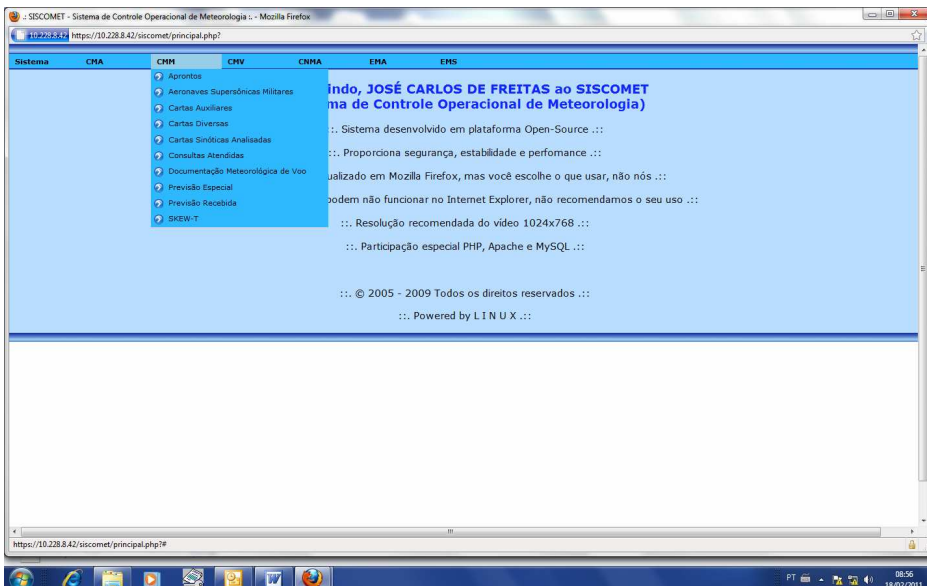 .: SISCOMET - Sistema de Controle Operacional de Meteorologia :. - Mozilla Firefox
10.228.8.42 https://10.228.8.42/siscomet/principal.php?
Sistema CMA CMM CMV CNMA EMA EMS
Aprontos
Aeronaves Supersônicas Militares
Cartas Auxiliares
Cartas Diversas
Cartas Sinóticas Analisadas
Consultas Atendidas
Documentação Meteorológica de Voo
Previsão Especial
Previsão Recebida
SKEW-T
indo, JOSÉ CARLOS DE FREITAS ao SISCOMET
ma de Controle Operacional de Meteorologia)
::. Sistema desenvolvido em plataforma Open-Source .::
::. Proporciona segurança, estabilidade e perfomance .::
ualizado em Mozilla Firefox, mas você escolhe o que usar, não nós .::
podem não funcionar no Internet Explorer, não recomendamos o seu uso .::
::. Resolução recomendada do vídeo 1024x768 .::
::. Participação especial PHP, Apache e MySQL .::
::. © 2005 - 2009 Todos os direitos reservados .::
::. Powered by L I N U X .::
https://10.228.8.42/siscomet/principal.php?#
PT 08:56
18/02/2011